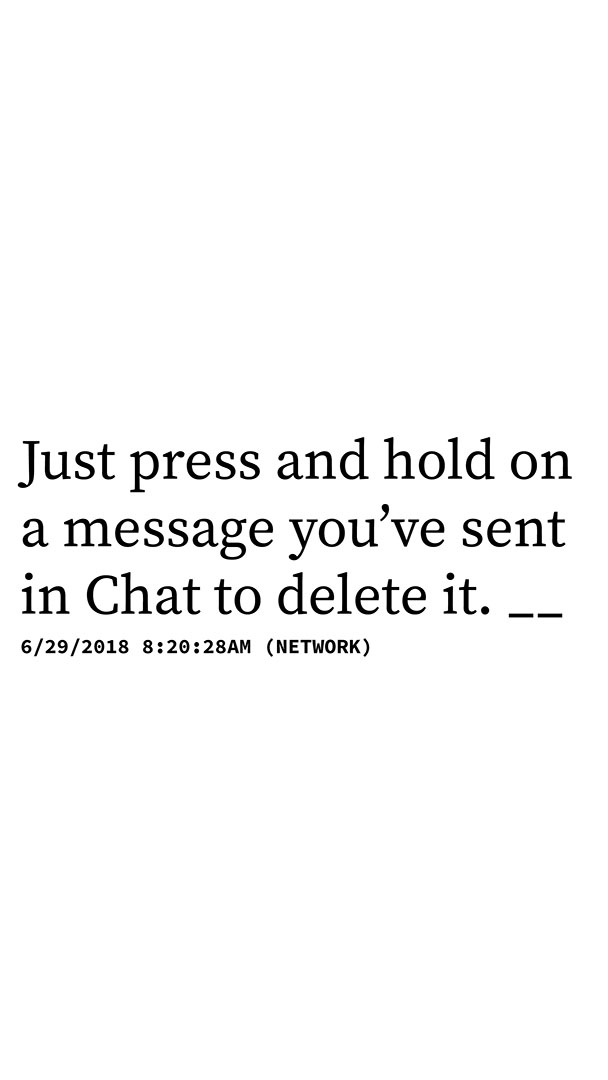 Just press and hold on
a message you’ve sent
in Chat to delete it. __
6/29/2018 8:20:28AM (NETWORK)